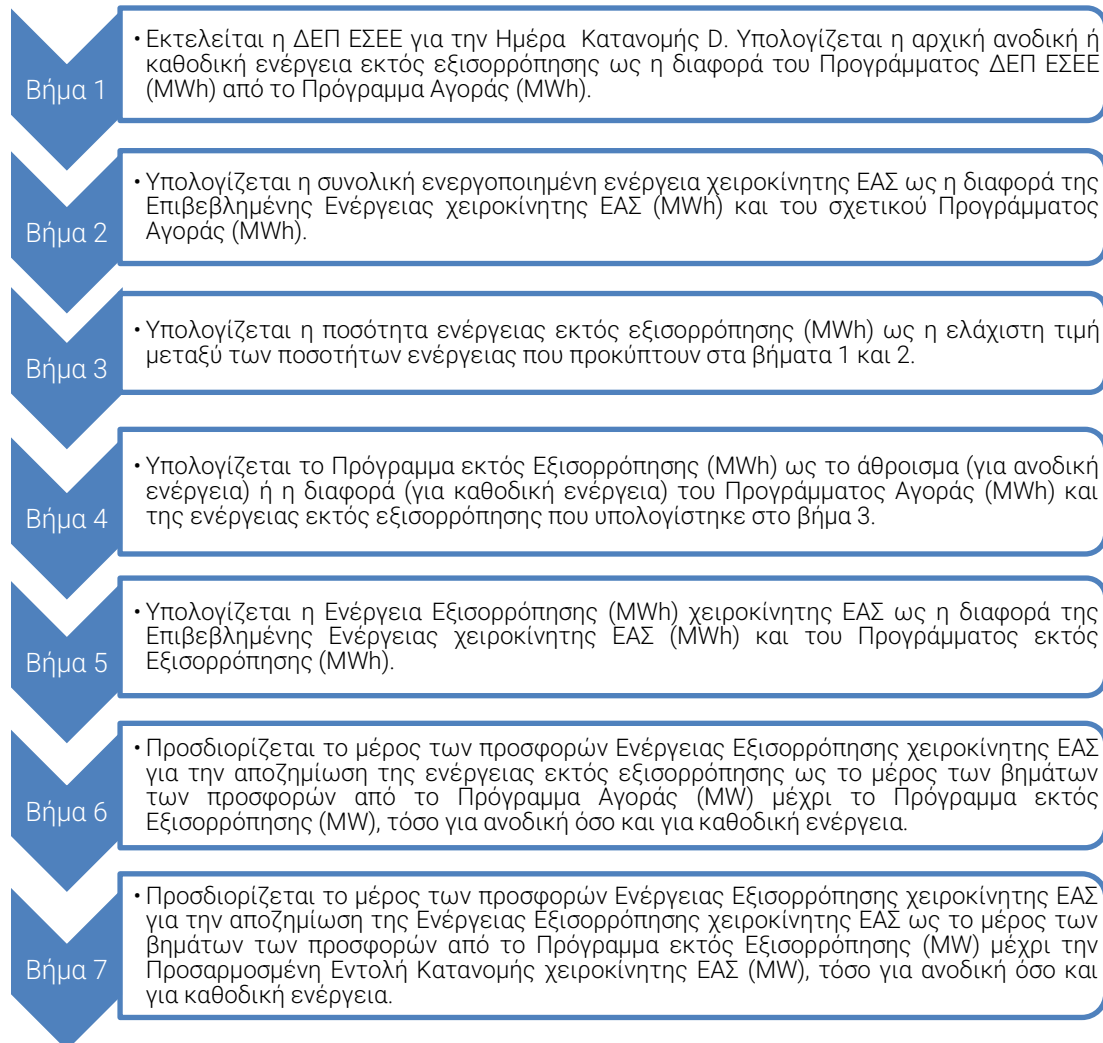 Βήμα 1
• Εκτελείται η ΔΕΠ ΕΣΕΕ για την Ημέρα Κατανομής D. Υπολογίζεται η αρχική ανοδική ή
καθοδική ενέργεια εκτός εξισορρόπησης ως η διαφορά του Προγράμματος ΔΕΠ ΕΣΕΕ
(MWh) από το Πρόγραμμα Αγοράς (MWh).
Βήμα 2
• Υπολογίζεται η συνολική ενεργοποιημένη ενέργεια χειροκίνητης ΕΑΣ ως η διαφορά της
Επιβεβλημένης Ενέργειας χειροκίνητης ΕΑΣ (MWh) και του σχετικού Προγράμματος
Αγοράς (MWh).
Βήμα 3
• Υπολογίζεται η ποσότητα ενέργειας εκτός εξισορρόπησης (MWh) ως η ελάχιστη τιμή
μεταξύ των ποσοτήτων ενέργειας που προκύπτουν στα βήματα 1 και 2.
Βήμα 4
• Υπολογίζεται το Πρόγραμμα εκτός Εξισορρόπησης (MWh) ως το άθροισμα (για ανοδική
ενέργεια) ή η διαφορά (για καθοδική ενέργεια) του Προγράμματος Αγοράς (MWh) και
της ενέργειας εκτός εξισορρόπησης που υπολογίστηκε στο βήμα 3.
Βήμα 5
• Υπολογίζεται η Ενέργεια Εξισορρόπησης (MWh) χειροκίνητης ΕΑΣ ως η διαφορά της
Επιβεβλημένης Ενέργειας χειροκίνητης ΕΑΣ (MWh) και του Προγράμματος εκτός
Εξισορρόπησης (MWh).
Βήμα 6
• Προσδιορίζεται το μέρος των προσφορών Ενέργειας Εξισορρόπησης χειροκίνητης ΕΑΣ
για την αποζημίωση της ενέργειας εκτός εξισορρόπησης ως το μέρος των βημάτων
των προσφορών από το Πρόγραμμα Αγοράς (MW) μέχρι το Πρόγραμμα εκτός
Εξισορρόπησης (MW), τόσο για ανοδική όσο και για καθοδική ενέργεια.
Βήμα 7
• Προσδιορίζεται το μέρος των προσφορών Ενέργειας Εξισορρόπησης χειροκίνητης ΕΑΣ
για την αποζημίωση της Ενέργειας Εξισορρόπησης χειροκίνητης ΕΑΣ ως το μέρος των
βημάτων των προσφορών από το Πρόγραμμα εκτός Εξισορρόπησης (MW) μέχρι την
Προσαρμοσμένη Εντολή Κατανομής χειροκίνητης ΕΑΣ (MW), τόσο για ανοδική όσο και
για καθοδική ενέργεια.